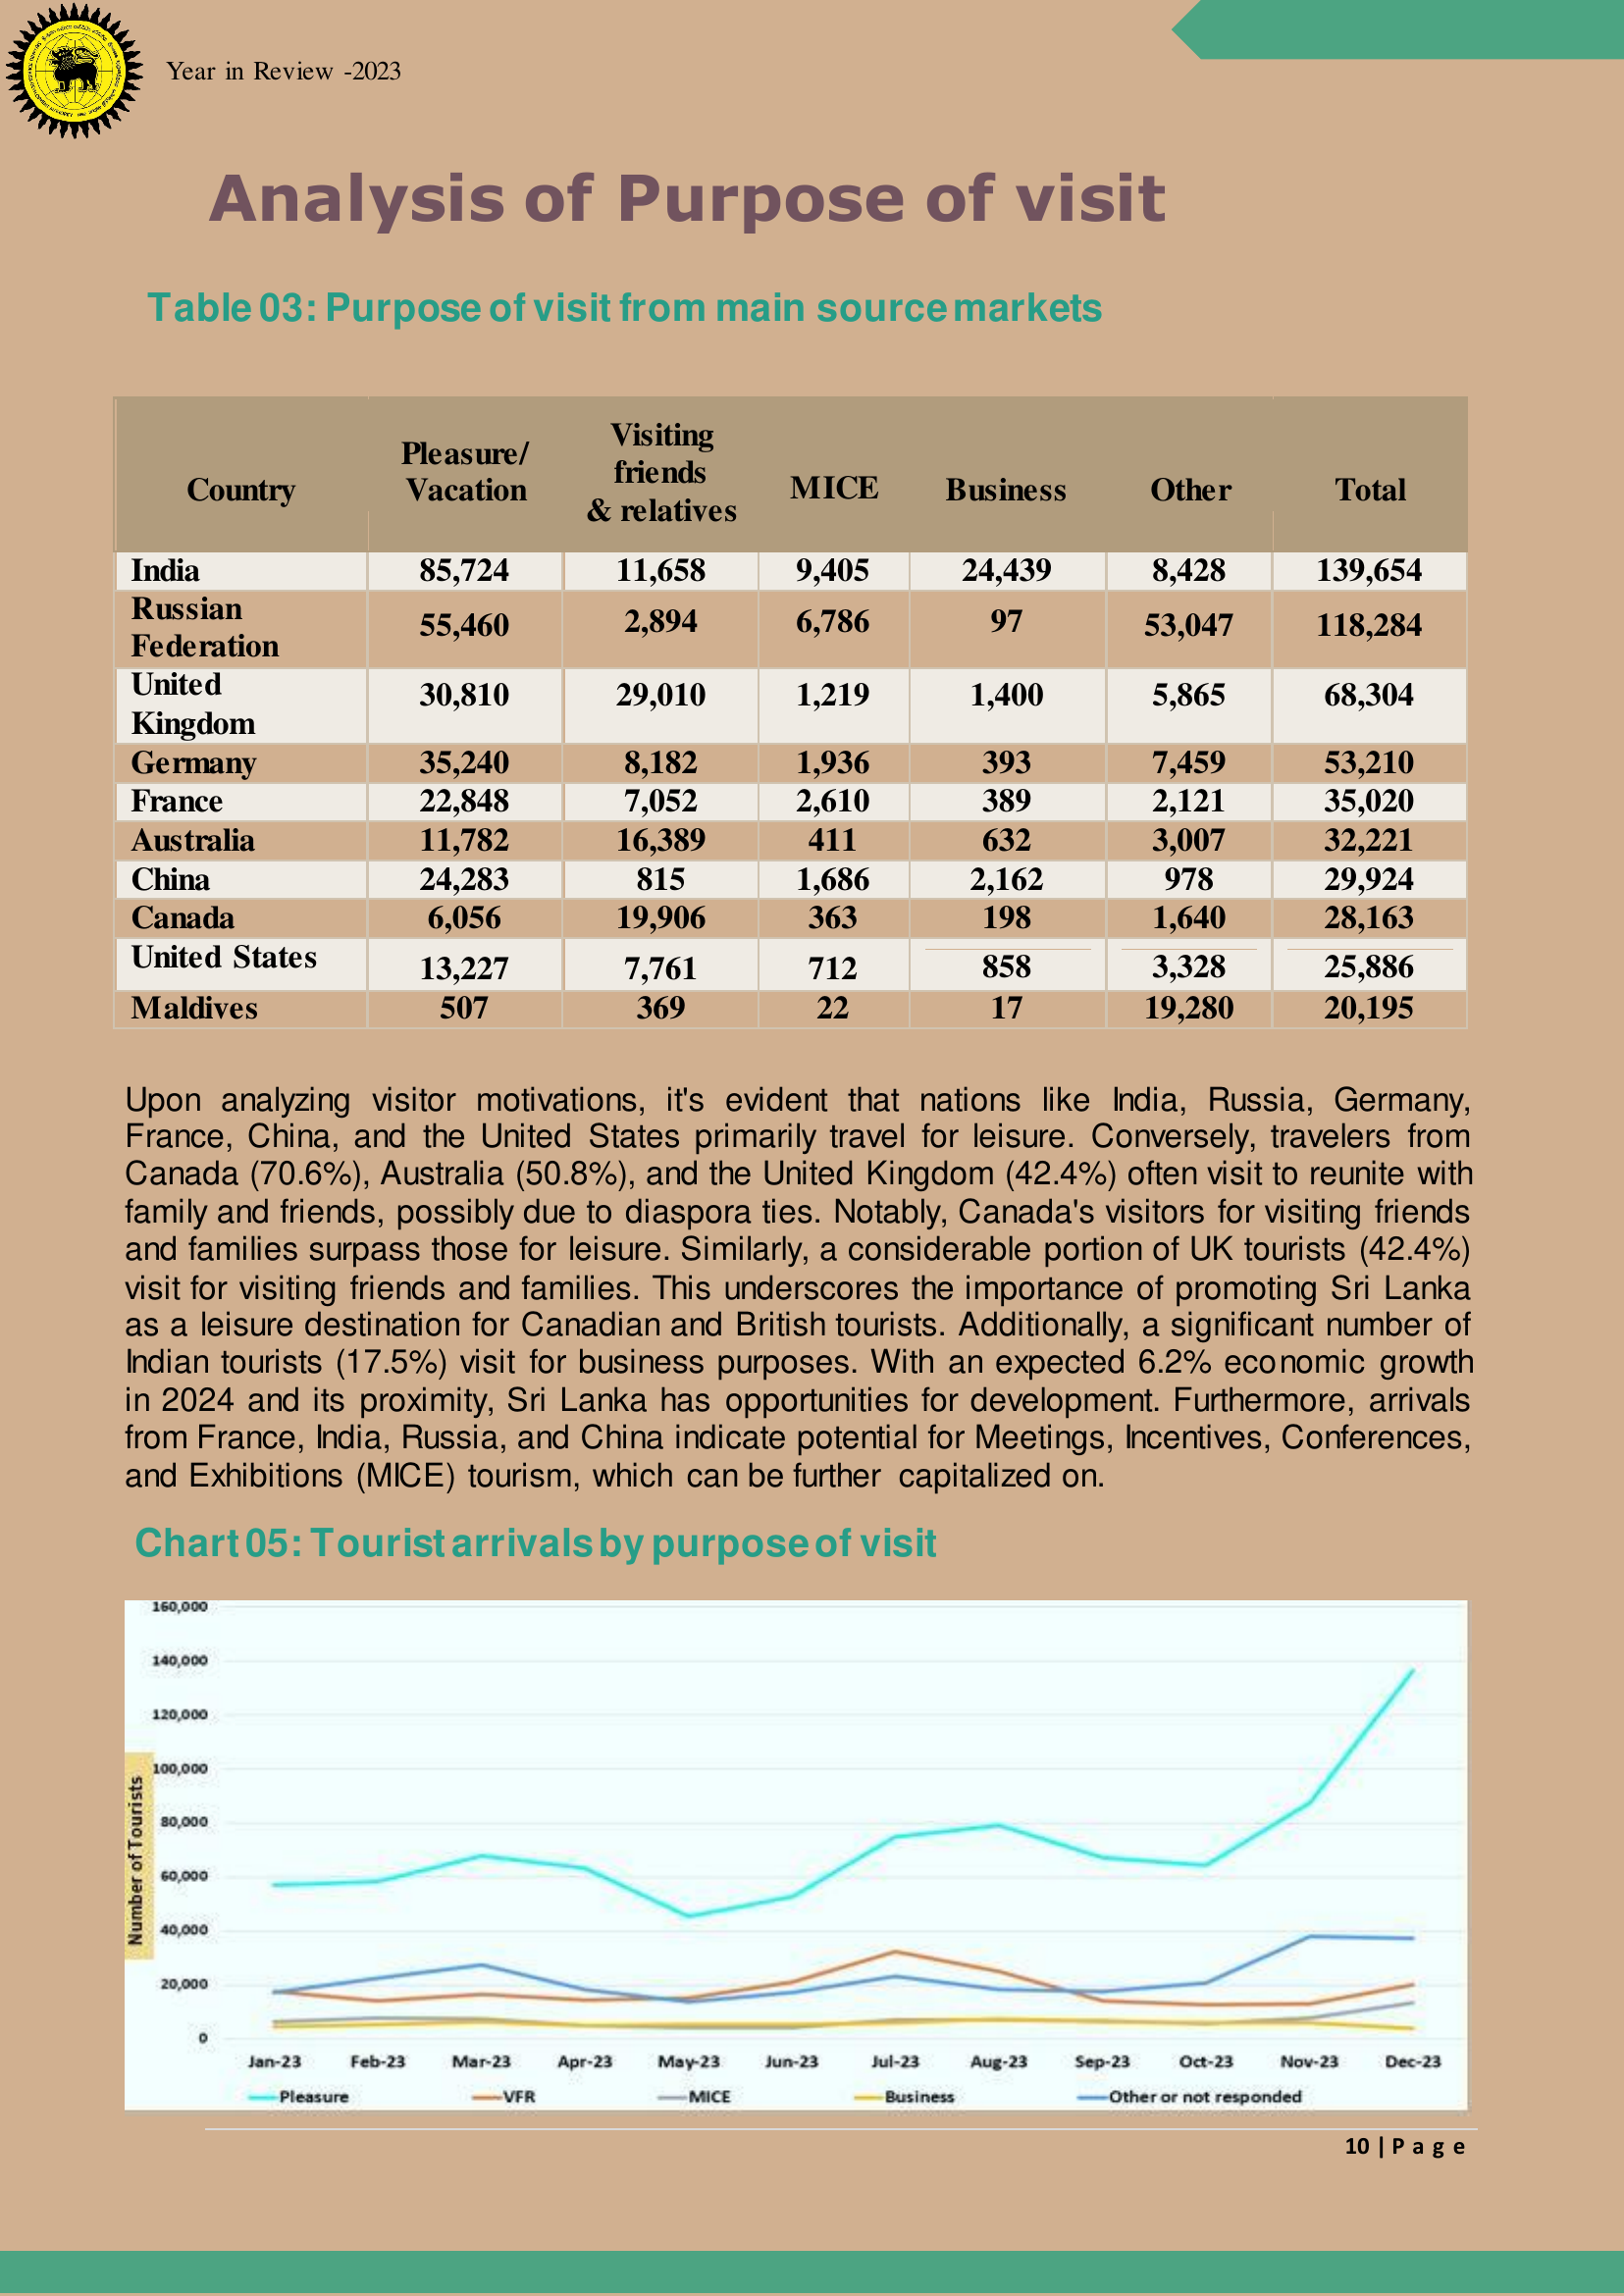 Year in Review -2023
Analysis of Purpose of visit
Table 03: Purpose of visit from main source markets
Country Pleasure/ Vacation Visiting friends & relatives MICE Business Other Total
India 85,724 11,658 9,405 24,439 8,428 139,654
Russian Federation 55,460 2,894 6,786 97 53,047 118,284
United Kingdom 30,810 29,010 1,219 1,400 5,865 68,304
Germany 35,240 8,182 1,936 393 7,459 53,210
France 22,848 7,052 2,610 389 2,121 35,020
Australia 11,782 16,389 411 632 3,007 32,221
China 24,283 815 1,686 2,162 978 29,924
Canada 6,056 19,906 363 198 1,640 28,163
United States 13,227 7,761 712 858 3,328 25,886
Maldives 507 369 22 17 19,280 20,195
Upon analyzing visitor motivations, it's evident that nations like India, Russia, Germany,
France, China, and the United States primarily travel for leisure. Conversely, travelers from
Canada (70.6%), Australia (50.8%), and the United Kingdom (42.4%) often visit to reunite with
family and friends, possibly due to diaspora ties. Notably, Canada's visitors for visiting friends
and families surpass those for leisure. Similarly, a considerable portion of UK tourists (42.4%)
visit for visiting friends and families. This underscores the importance of promoting Sri Lanka
as a leisure destination for Canadian and British tourists. Additionally, a significant number of
Indian tourists (17.5%) visit for business purposes. With an expected 6.2% economic growth
in 2024 and its proximity, Sri Lanka has opportunities for development. Furthermore, arrivals
from France, India, Russia, and China indicate potential for Meetings, Incentives, Conferences,
and Exhibitions (MICE) tourism, which can be further capitalized on.
Chart 05: Tourist arrivals by purpose of visit
Number of Tourists
160,000
140,000
120,000
100,000
80,000
60,000
40,000
20,000
0
Jan-23 Feb-23 Mar-23 Apr-23 May-23 Jun-23 Jul-23 Aug-23 Sep-23 Oct-23 Nov-23 Dec-23
Pleasure VFR MICE Business Other or not responded
10 | P a g e